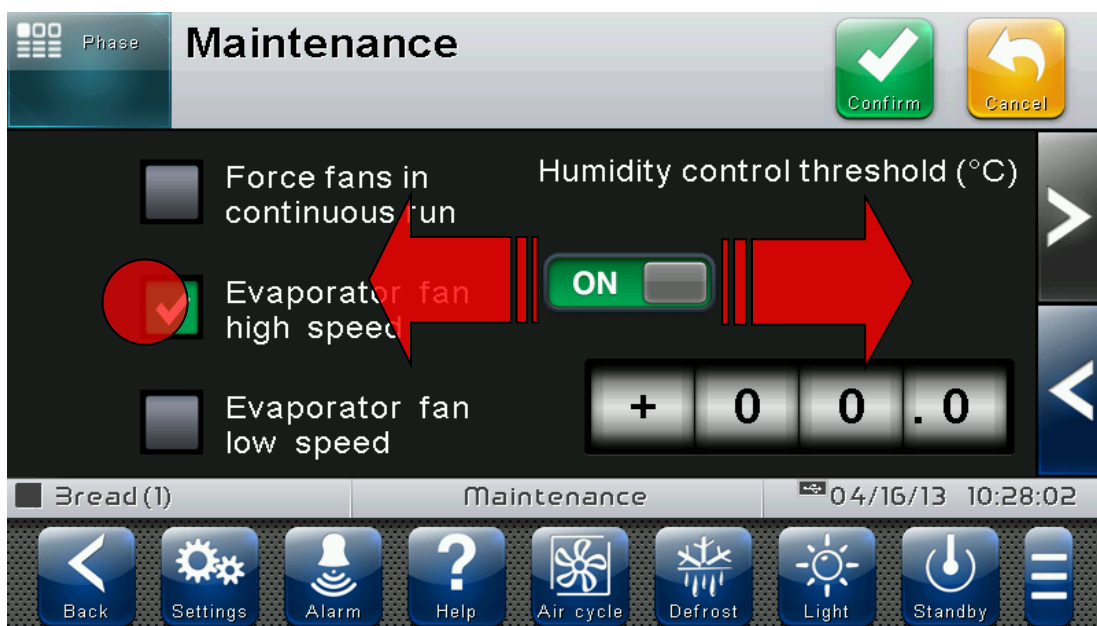 Phase
Maintenance
Confirm
Cancel
Force fans in
continuous run
Humidity control threshold (°C)
ON
Evaporator fan
high speed
Evaporator fan
low speed
+ 0 0 .0
Bread (1)
Maintenance
04/16/13 10:28:02
Back
Settings
Alarm
Help
Air cycle
Defrost
Light
Standby